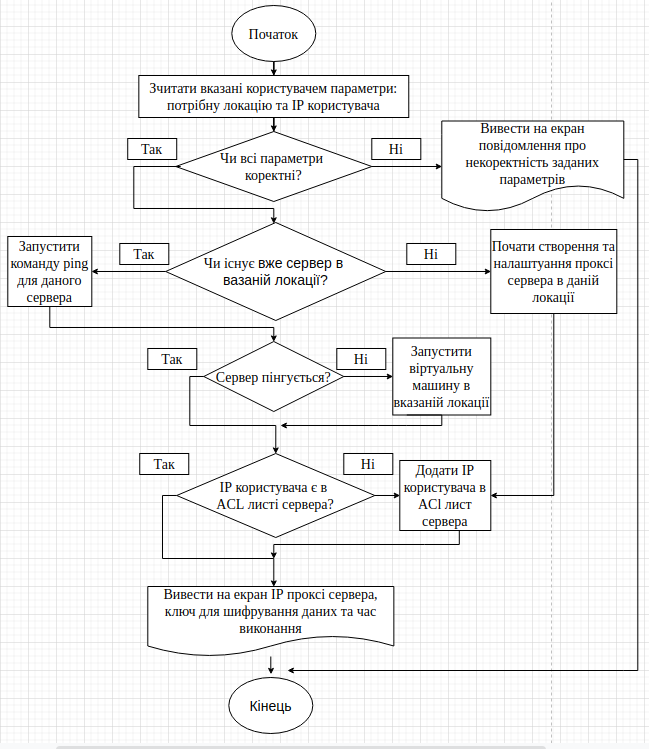 Початок
Зчитати вказані користувачем параметри:
потрібну локацію та IP користувача
Так
Чи всі параметри
коректні?
Ні
Вивести на екран
повідомлення про
некоректність заданих
параметрів
Запустити
команду ping
для даного
сервера
Так
Чи існує вже сервер в
вазаній локації?
Ні
Почати створення та
налаштування проксі
сервера в даній
локації
Так
Сервер пінгується?
Ні
Запустити
віртуальну
машину в
вказаній локації
Так
IP користувача є в
ACL листі сервера?
Ні
Додати IP
користувача в
ACl лист
сервера
Вивести на екран IP проксі сервера,
ключ для шифрування даних та час
виконання
Кінець